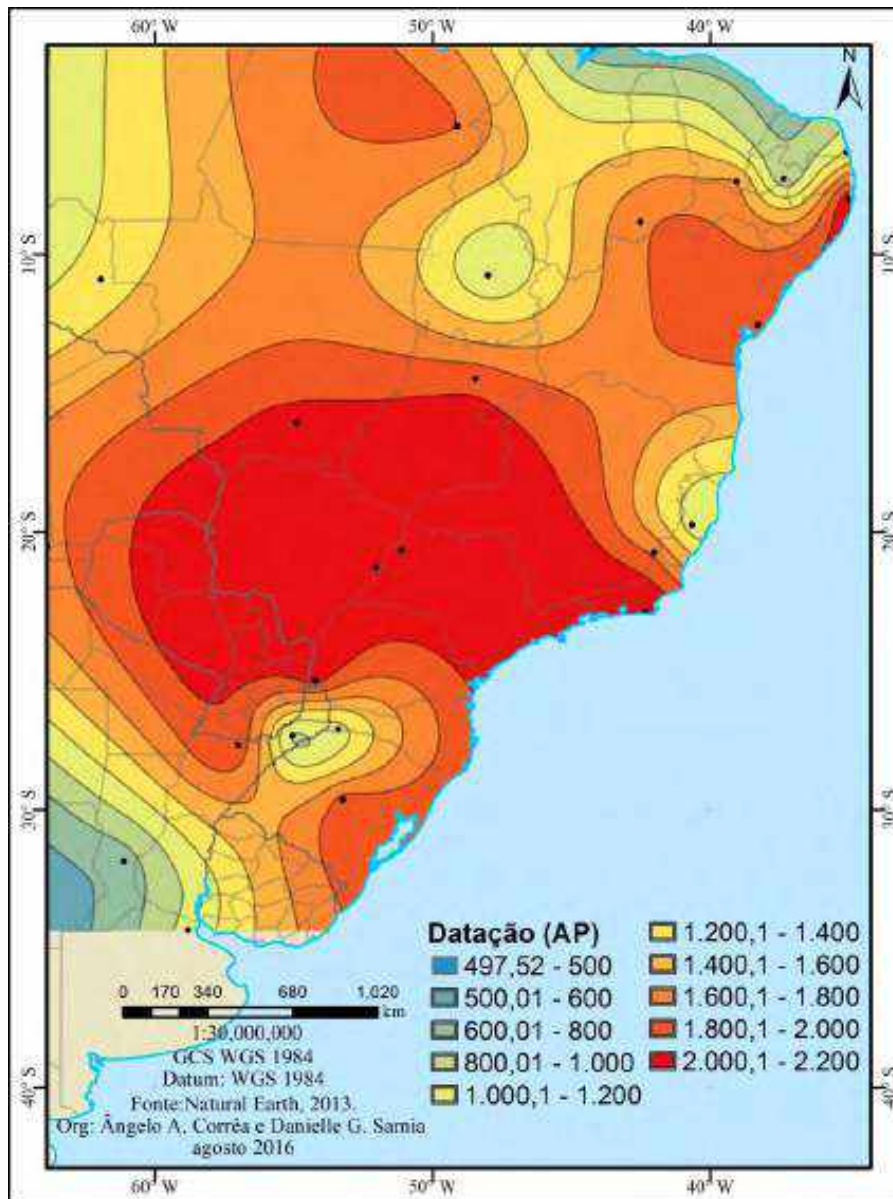 60° W 50° W 40° W
N
10° S 10° S
20° S 20° S
30° S 30° S
40° S 40° S
Datação (AP)
497,52 - 500
500,01 - 600
600,01 - 800
800,01 - 1.000
1.000,1 - 1.200
1.200,1 - 1.400
1.400,1 - 1.600
1.600,1 - 1.800
1.800,1 - 2.000
2.000,1 - 2.200
0 170 340 680 1,020
km
1:30,000,000
GCS WGS 1984
Datum: WGS 1984
Fonte:Natural Earth, 2013.
Org: Ângelo A. Corrêa e Danielle G. Samia
agosto 2016
60° W 50° W 40° W